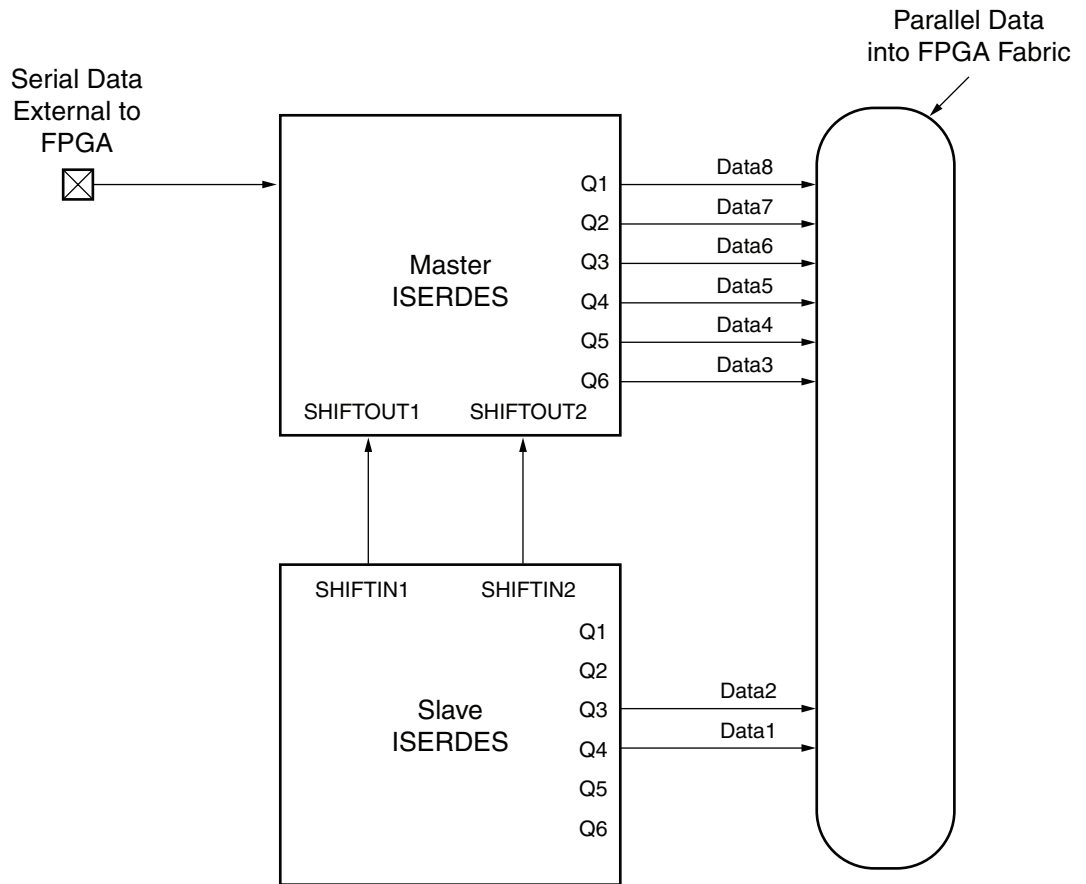 Parallel Data
into FPGA Fabric
Serial Data
External to
FPGA
Master
ISERDES
Q1
Q2
Q3
Q4
Q5
Q6
Data8
Data7
Data6
Data5
Data4
Data3
SHIFTOUT1
SHIFTOUT2
SHIFTIN1
SHIFTIN2
Slave
ISERDES
Q1
Q2
Q3
Q4
Q5
Q6
Data2
Data1